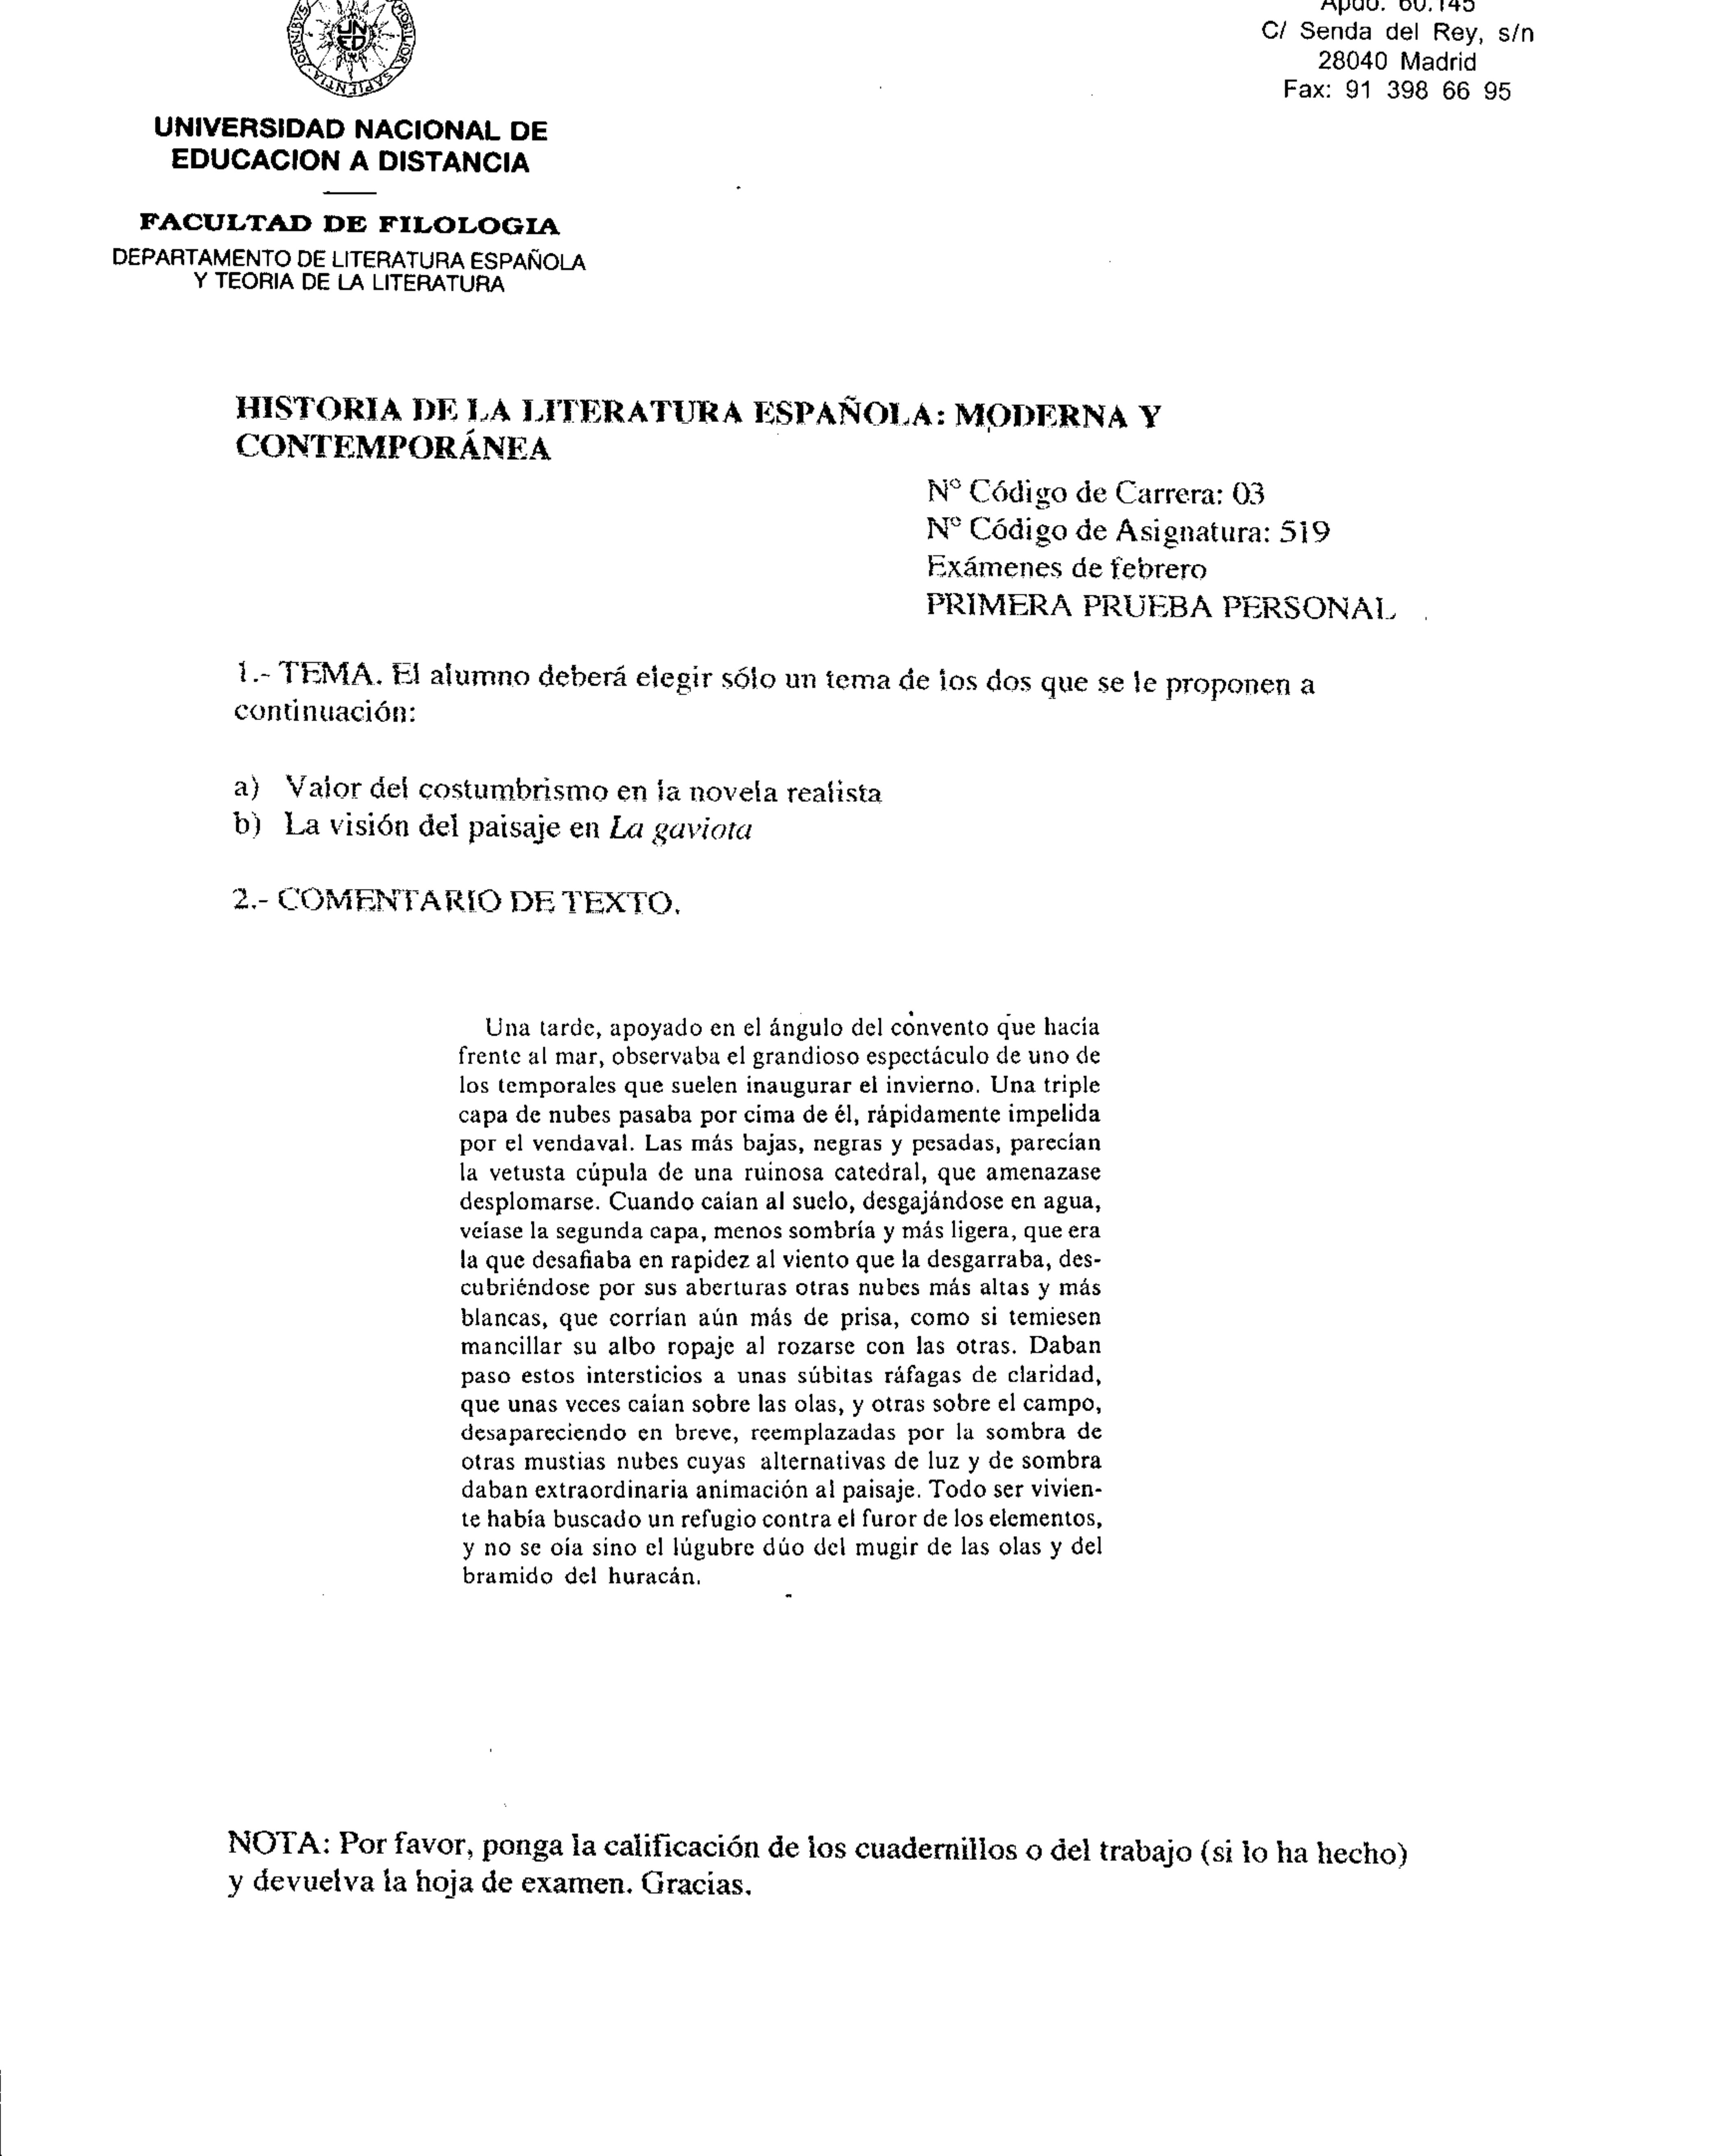 UNED
Apdo. 60.145
C/ Senda del Rey, s/n
28040 Madrid
Fax: 91 398 66 95
UNIVERSIDAD NACIONAL DE
EDUCACION A DISTANCIA
FACULTAD DE FILOLOGIA
DEPARTAMENTO DE LITERATURA ESPAÑOLA
Y TEORIA DE LA LITERATURA
HISTORIA DE LA LITERATURA ESPAÑOLA: MODERNA Y
CONTEMPORÁNEA
Nº Código de Carrera: 03
Nº Código de Asignatura: 519
Exámenes de febrero
PRIMERA PRUEBA PERSONAL
1.- TEMA. El alumno deberá elegir sólo un tema de los dos que se le proponen a
continuación:
a) Valor del costumbrismo en la novela realista
b) La visión del paisaje en La gaviota
2.- COMENTARIO DE TEXTO.
Una tarde, apoyado en el ángulo del convento que hacía
frente al mar, observaba el grandioso espectáculo de uno de
los temporales que suelen inaugurar el invierno. Una triple
capa de nubes pasaba por cima de él, rápidamente impelida
por el vendaval. Las más bajas, negras y pesadas, parecían
la vetusta cúpula de una ruinosa catedral, que amenazase
desplomarse. Cuando caían al suelo, desgajándose en agua,
veíase la segunda capa, menos sombría y más ligera, que era
la que desafiaba en rapidez al viento que la desgarraba, des-
cubriéndose por sus aberturas otras nubes más altas y más
blancas, que corrían aún más de prisa, como si temiesen
mancillar su albo ropaje al rozarse con las otras. Daban
paso estos intersticios a unas súbitas ráfagas de claridad,
que unas veces caían sobre las olas, y otras sobre el campo,
desapareciendo en breve, reemplazadas por la sombra de
otras mustias nubes cuyas alternativas de luz y de sombra
daban extraordinaria animación al paisaje. Todo ser vivien-
te había buscado un refugio contra el furor de los elementos,
y no se oía sino el lúgubre dúo del mugir de las olas y del
bramido del huracán.
NOTA: Por favor, ponga la calificación de los cuadernillos o del trabajo (si lo ha hecho)
y devuelva la hoja de examen. Gracias.